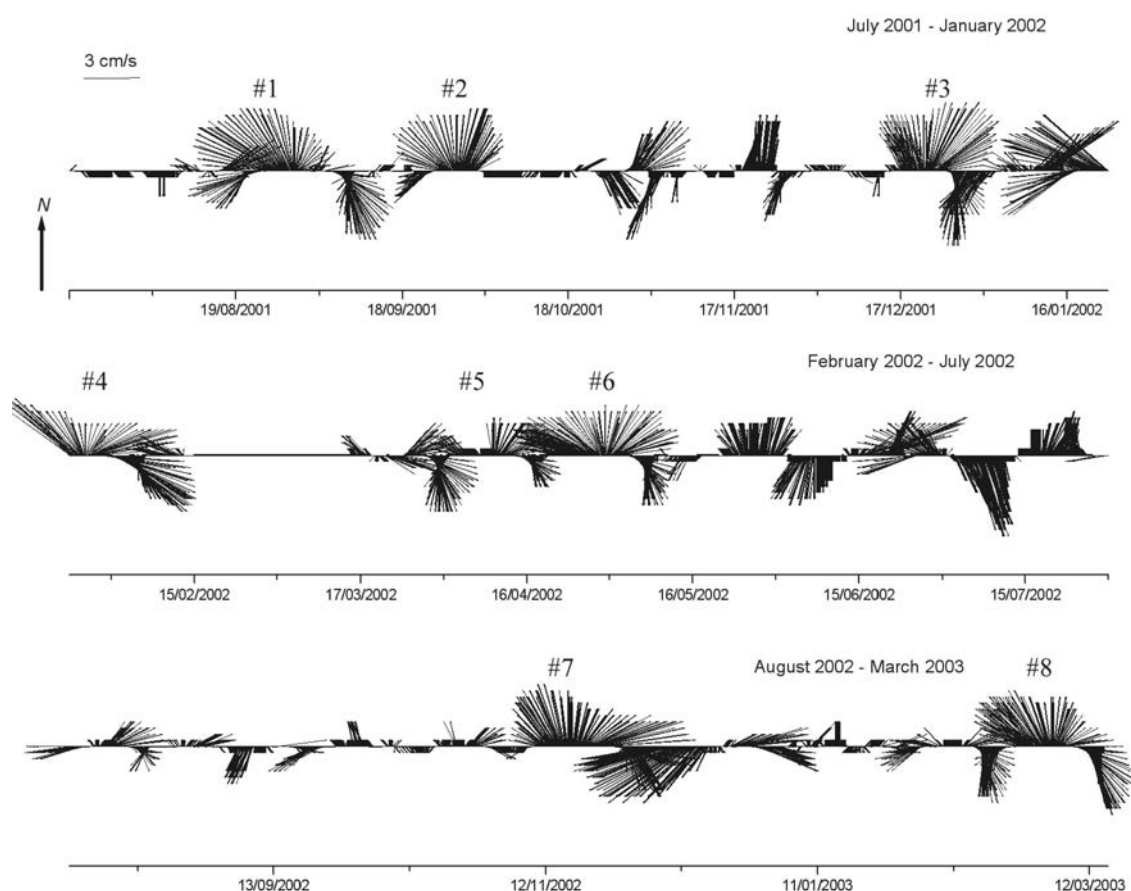 July 2001 - January 2002
3 cm/s
#1 #2 #3
N
19/08/2001 18/09/2001 18/10/2001 17/11/2001 17/12/2001 16/01/2002
February 2002 - July 2002
#4 #5 #6
15/02/2002 17/03/2002 16/04/2002 16/05/2002 15/06/2002 15/07/2002
#7 August 2002 - March 2003 #8
13/09/2002 12/11/2002 11/01/2003 12/03/2003